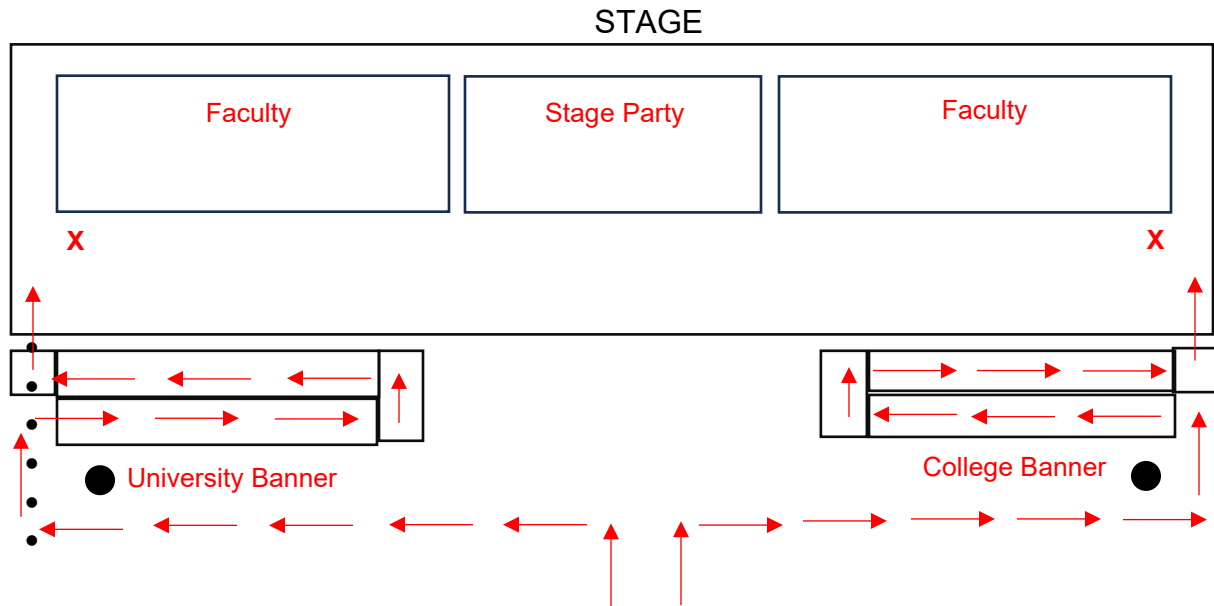 STAGE
Faculty
Stage Party
Faculty
X
X
University Banner
College Banner